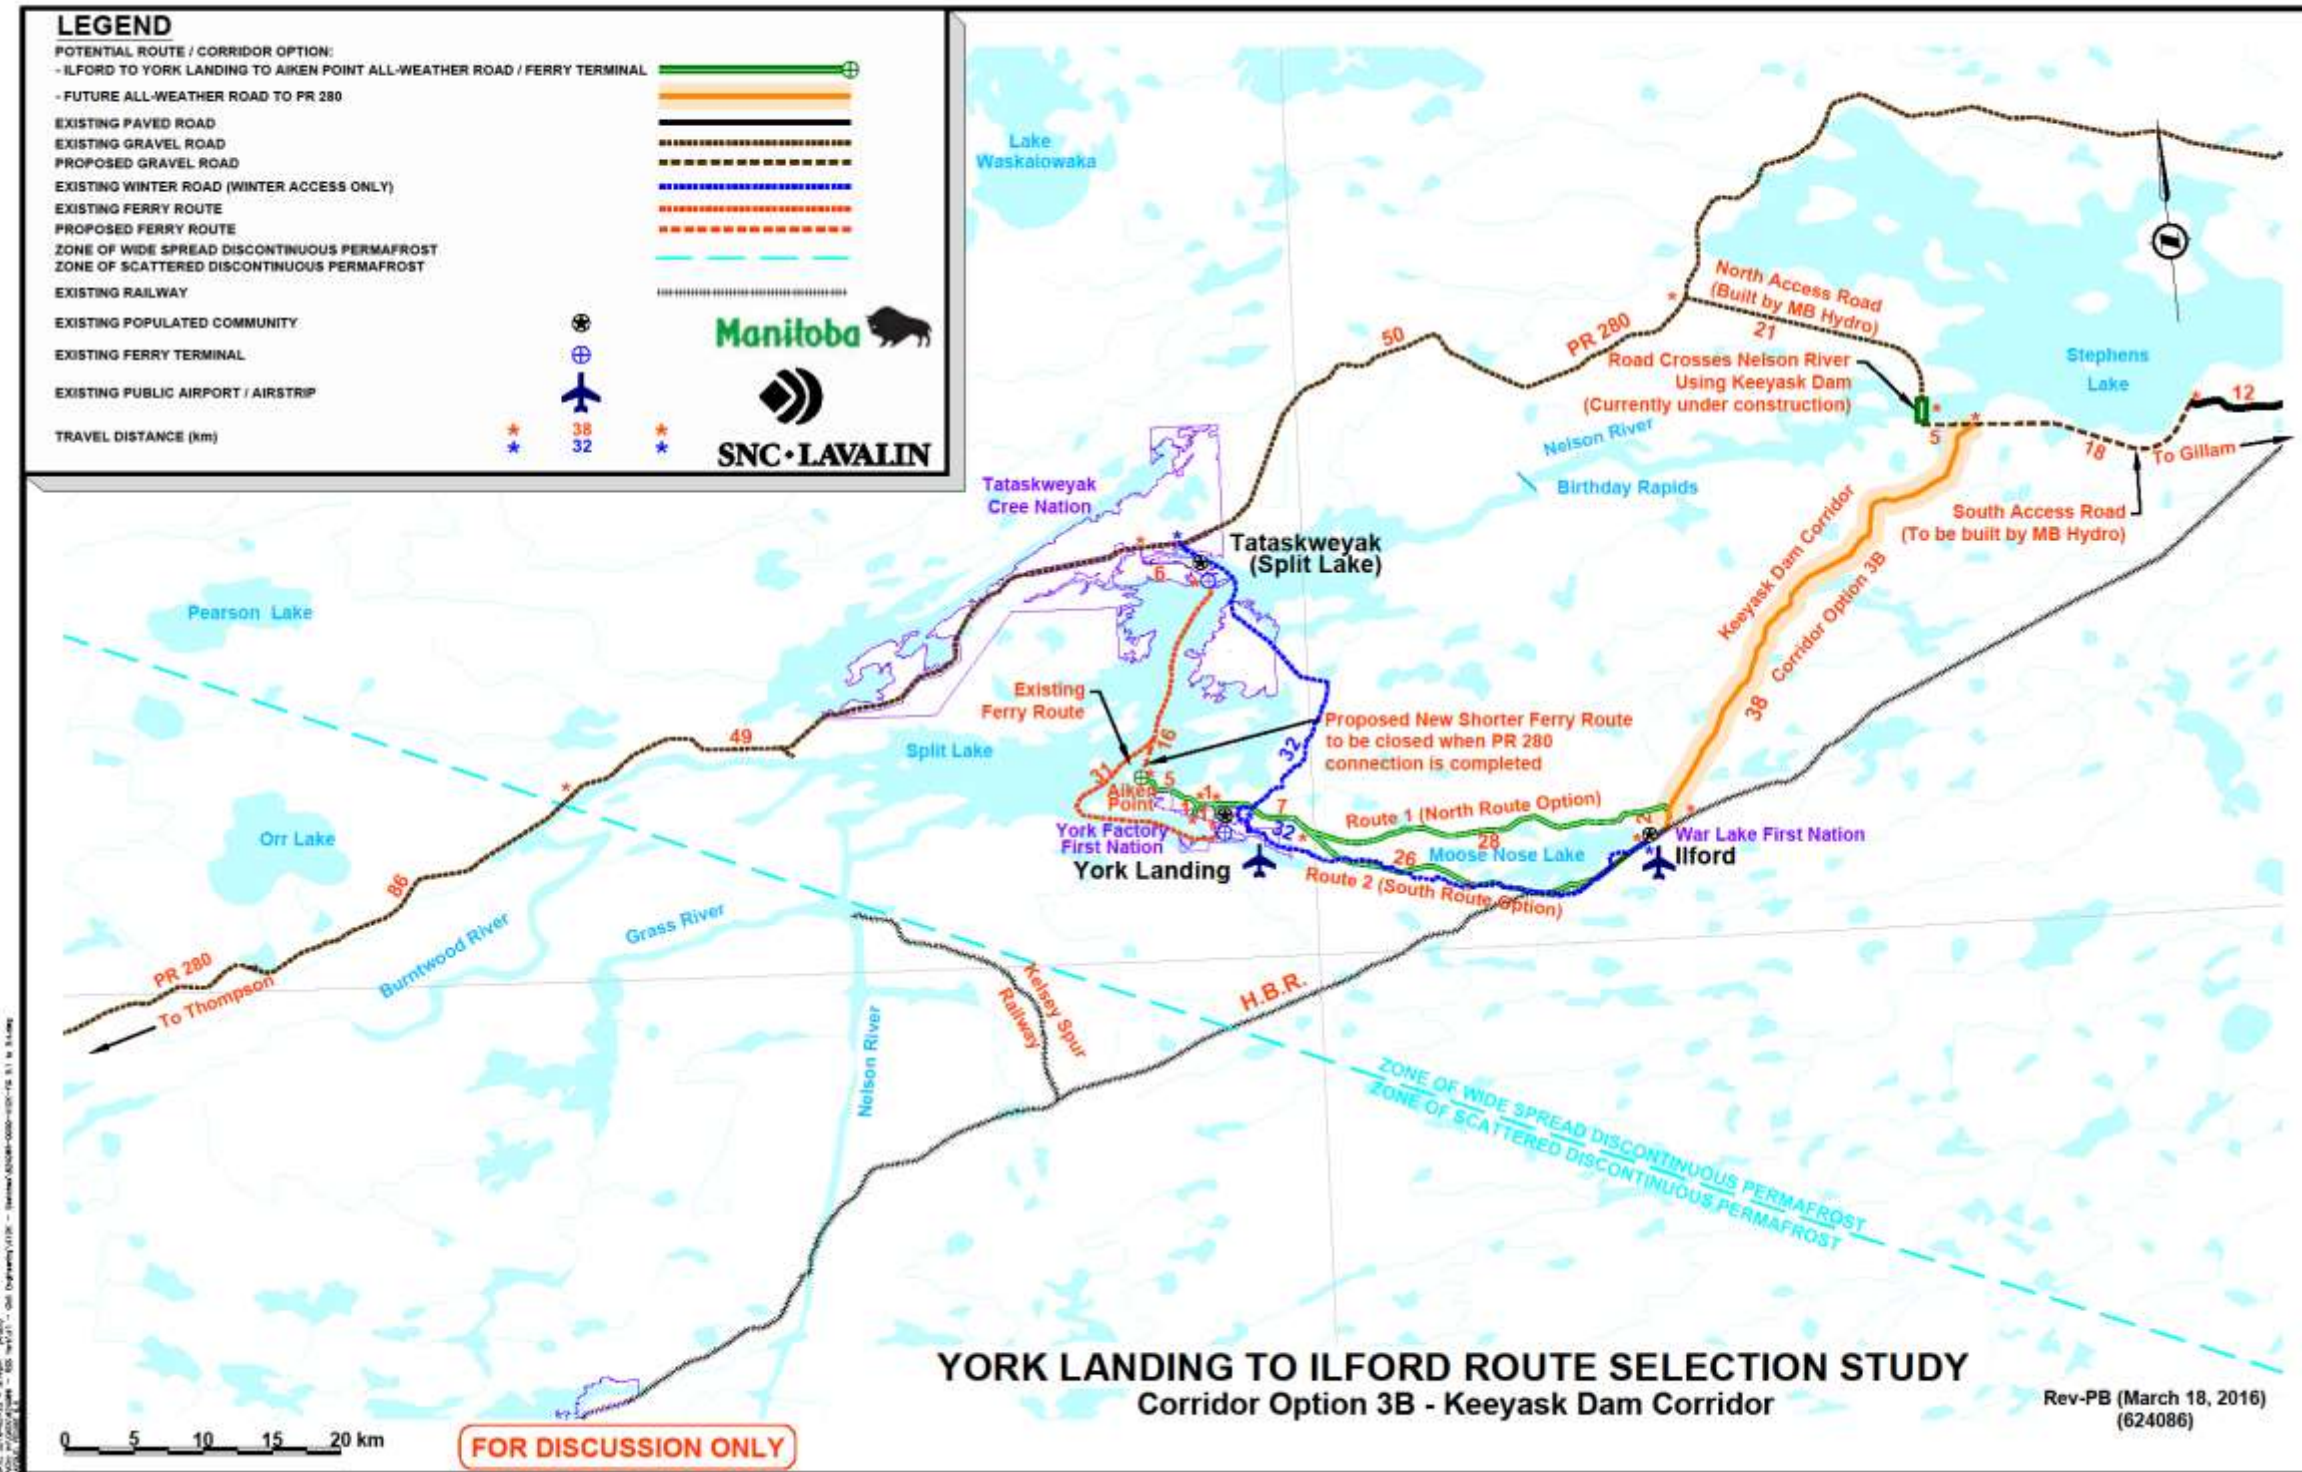 LEGEND
POTENTIAL ROUTE / CORRIDOR OPTION:
- ILFORD TO YORK LANDING TO AIKEN POINT ALL-WEATHER ROAD / FERRY TERMINAL
- FUTURE ALL-WEATHER ROAD TO PR 280
EXISTING PAVED ROAD
EXISTING GRAVEL ROAD
PROPOSED GRAVEL ROAD
EXISTING WINTER ROAD (WINTER ACCESS ONLY)
EXISTING FERRY ROUTE
PROPOSED FERRY ROUTE
ZONE OF WIDE SPREAD DISCONTINUOUS PERMAFROST
ZONE OF SCATTERED DISCONTINUOUS PERMAFROST
EXISTING RAILWAY
EXISTING POPULATED COMMUNITY
EXISTING FERRY TERMINAL
EXISTING PUBLIC AIRPORT / AIRSTRIP
TRAVEL DISTANCE (km)
* 38 *
* 32 *
Manitoba
SNC·LAVALIN
Lake
Waskaiowaka
North Access Road
(Built by MB Hydro)
21
PR 280
50
Road Crosses Nelson River
Using Keeyask Dam
(Currently under construction)
Stephens
Lake
12
5
18
To Gillam
Nelson River
Birthday Rapids
South Access Road
(To be built by MB Hydro)
Tataskweyak
Cree Nation
Tataskweyak
(Split Lake)
6
Keeyask Dam Corridor
Corridor Option 3B
38
Pearson Lake
Existing
Ferry Route
Proposed New Shorter Ferry Route
to be closed when PR 280
connection is completed
49
Split Lake
16
31
32
5
1
Aiken
Point
7
32
Route 1 (North Route Option)
28
2
York Factory
First Nation
York Landing
26
Moose Nose Lake
Route 2 (South Route Option)
War Lake First Nation
Ilford
Orr Lake
86
Burntwood River
Grass River
PR 280
To Thompson
Kelsey Spur
Railway
H.B.R.
Nelson River
ZONE OF WIDE SPREAD DISCONTINUOUS PERMAFROST
ZONE OF SCATTERED DISCONTINUOUS PERMAFROST
YORK LANDING TO ILFORD ROUTE SELECTION STUDY
Corridor Option 3B - Keeyask Dam Corridor
Rev-PB (March 18, 2016)
(624086)
0 5 10 15 20 km
FOR DISCUSSION ONLY